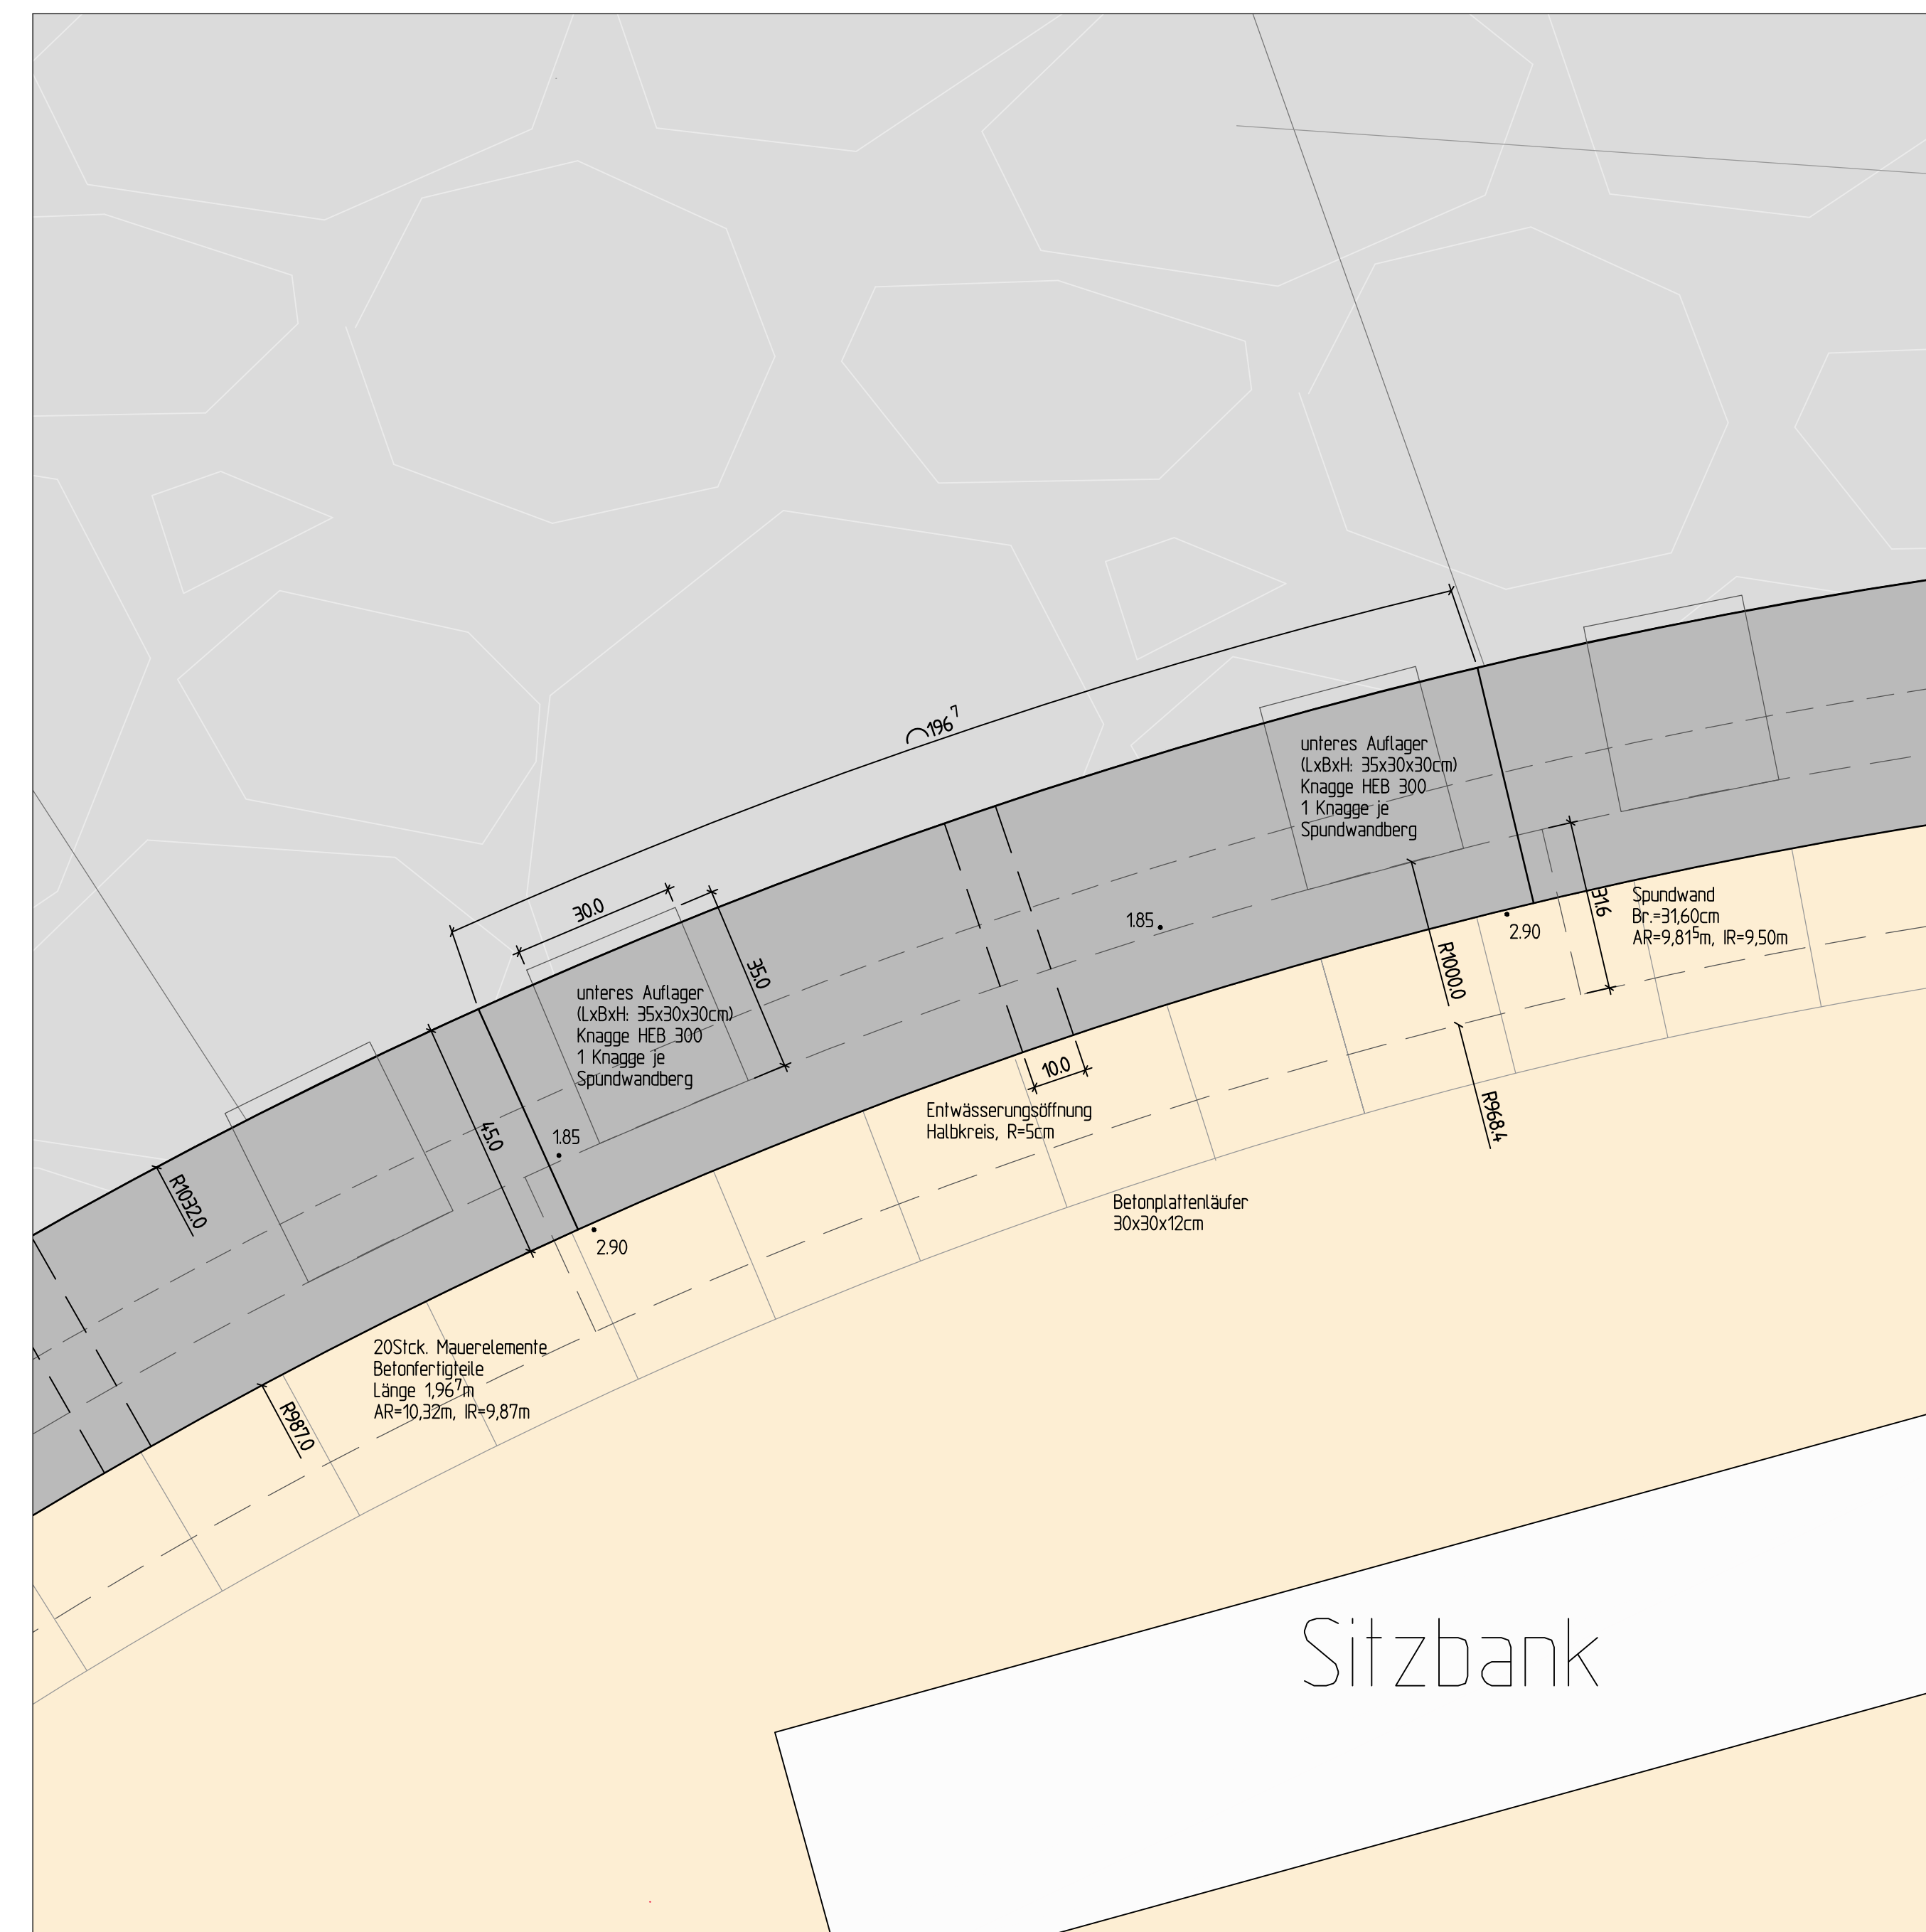 196⁷
30.0
35.0
unteres Auflager
(LxBxH: 35x30x30cm)
Knagge HEB 300
1 Knagge je
Spundwandberg
31.6
Spundwand
Br.=31,60cm
AR=9,81⁵m, IR=9,50m
1.85
2.90
R1000.0
unteres Auflager
(LxBxH: 35x30x30cm)
Knagge HEB 300
1 Knagge je
Spundwandberg
45.0
1.85
10.0
Entwässerungsöffnung
Halbkreis, R=5cm
R968.4
R1032.0
2.90
Betonplattenläufer
30x30x12cm
20Stck. Mauerelemente
Betonfertigteile
Länge 1,96⁷m
AR=10,32m, IR=9,87m
R987.0
Sitzbank